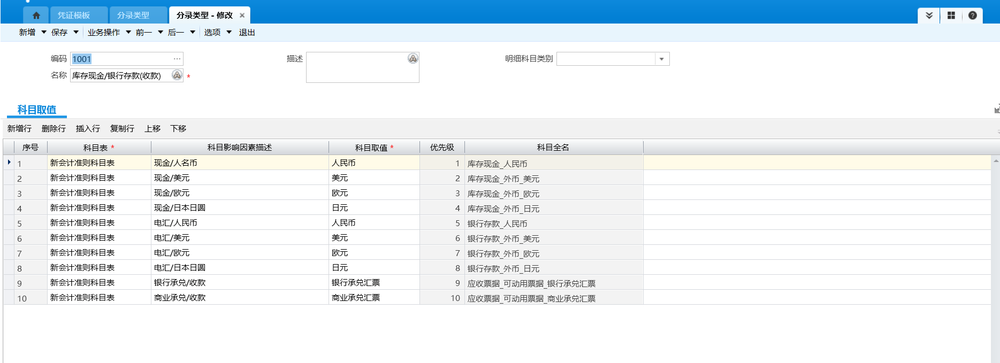 凭证模板 分录类型 分录类型 - 修改
新增 保存 业务操作 前一 后一 选项 退出
编码 1001 ··· 描述 明细科目类别
名称 库存现金/银行存款(收款) *
科目取值
新增行 删除行 插入行 复制行 上移 下移
序号 科目表 * 科目影响因素描述 科目取值 * 优先级 科目全名
1 新会计准则科目表 现金/人名币 人民币 1 库存现金_人民币
2 新会计准则科目表 现金/美元 美元 2 库存现金_外币_美元
3 新会计准则科目表 现金/欧元 欧元 3 库存现金_外币_欧元
4 新会计准则科目表 现金/日本日圆 日元 4 库存现金_外币_日元
5 新会计准则科目表 电汇/人民币 人民币 5 银行存款_人民币
6 新会计准则科目表 电汇/美元 美元 6 银行存款_外币_美元
7 新会计准则科目表 电汇/欧元 欧元 7 银行存款_外币_欧元
8 新会计准则科目表 电汇/日本日圆 日元 8 银行存款_外币_日元
9 新会计准则科目表 银行承兑/收款 银行承兑汇票 9 应收票据_可动用票据_银行承兑汇票
10 新会计准则科目表 商业承兑/收款 商业承兑汇票 10 应收票据_可动用票据_商业承兑汇票